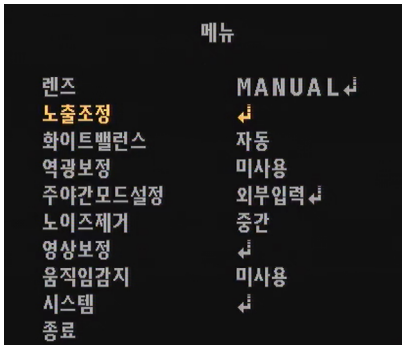 메뉴
렌즈 MANUAL↲
노출조정 ↲
화이트밸런스 자동
역광보정 미사용
주야간모드설정 외부입력↲
노이즈제거 중간
영상보정 ↲
움직임감지 미사용
시스템 ↲
종료